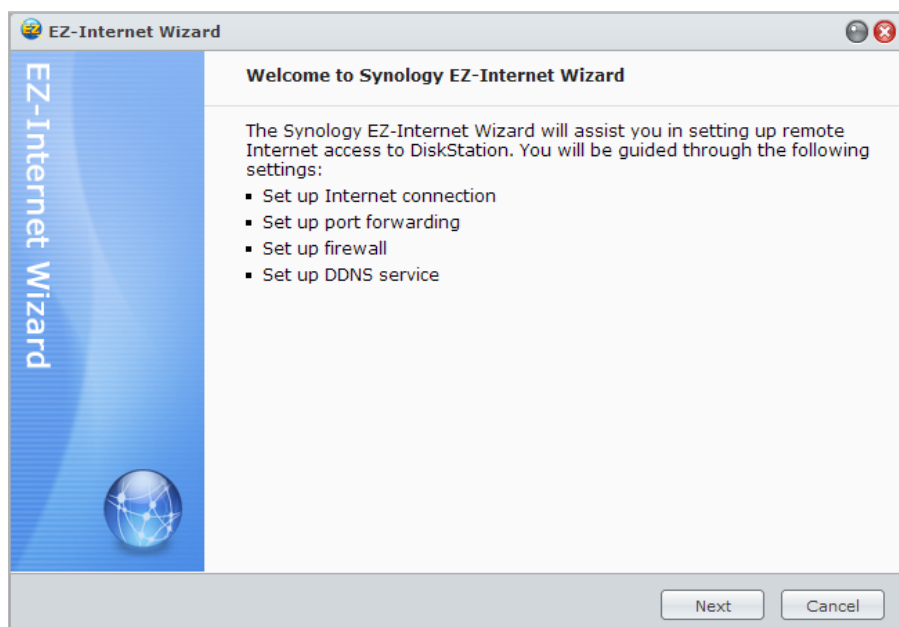 EZ-Internet Wizard
EZ-Internet Wizard
Welcome to Synology EZ-Internet Wizard
The Synology EZ-Internet Wizard will assist you in setting up remote
Internet access to DiskStation. You will be guided through the following
settings:
▪ Set up Internet connection
▪ Set up port forwarding
▪ Set up firewall
▪ Set up DDNS service
Next Cancel